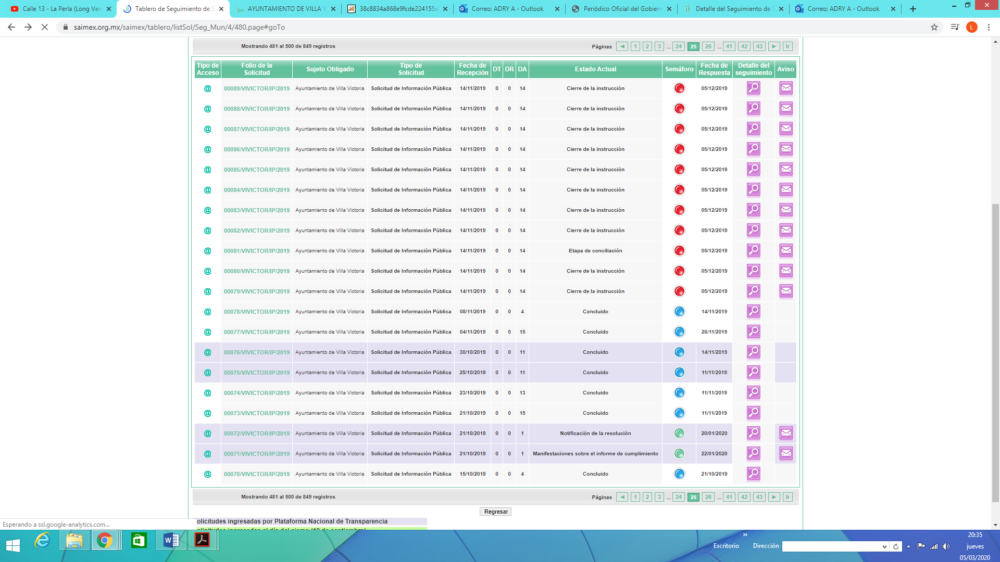 Calle 13 - La Perla (Long Ver
Tablero de Seguimiento de S
AYUNTAMIENTO DE VILLA V
38c8834a868e9fcde224155a
Correo: ADRY A - Outlook
Periódico Oficial del Gobiern
Detalle del Seguimiento de S
Correo: ADRY A - Outlook
saimex.org.mx/saimex/tablero/listSol/Seg_Mun/4/480.page#goTo
L
Mostrando 481 al 500 de 849 registros
Páginas ◄ 1 2 3 ... 24 25 26 ... 41 42 43 ► Ir
Tipo de Acceso Folio de la Solicitud Sujeto Obligado Tipo de Solicitud Fecha de Recepción DT DR DA Estado Actual Semáforo Fecha de Respuesta Detalle del seguimiento Aviso
@ 00089/VIVICTOR/IP/2019 Ayuntamiento de Villa Victoria Solicitud de Información Pública 14/11/2019 0 0 14 Cierre de la instrucción 05/12/2019
@ 00088/VIVICTOR/IP/2019 Ayuntamiento de Villa Victoria Solicitud de Información Pública 14/11/2019 0 0 14 Cierre de la instrucción 05/12/2019
@ 00087/VIVICTOR/IP/2019 Ayuntamiento de Villa Victoria Solicitud de Información Pública 14/11/2019 0 0 14 Cierre de la instrucción 05/12/2019
@ 00086/VIVICTOR/IP/2019 Ayuntamiento de Villa Victoria Solicitud de Información Pública 14/11/2019 0 0 14 Cierre de la instrucción 05/12/2019
@ 00085/VIVICTOR/IP/2019 Ayuntamiento de Villa Victoria Solicitud de Información Pública 14/11/2019 0 0 14 Cierre de la instrucción 05/12/2019
@ 00084/VIVICTOR/IP/2019 Ayuntamiento de Villa Victoria Solicitud de Información Pública 14/11/2019 0 0 14 Cierre de la instrucción 05/12/2019
@ 00083/VIVICTOR/IP/2019 Ayuntamiento de Villa Victoria Solicitud de Información Pública 14/11/2019 0 0 14 Cierre de la instrucción 05/12/2019
@ 00082/VIVICTOR/IP/2019 Ayuntamiento de Villa Victoria Solicitud de Información Pública 14/11/2019 0 0 14 Cierre de la instrucción 05/12/2019
@ 00081/VIVICTOR/IP/2019 Ayuntamiento de Villa Victoria Solicitud de Información Pública 14/11/2019 0 0 14 Etapa de conciliación 05/12/2019
@ 00080/VIVICTOR/IP/2019 Ayuntamiento de Villa Victoria Solicitud de Información Pública 14/11/2019 0 0 14 Cierre de la instrucción 05/12/2019
@ 00079/VIVICTOR/IP/2019 Ayuntamiento de Villa Victoria Solicitud de Información Pública 14/11/2019 0 0 14 Cierre de la instrucción 05/12/2019
@ 00078/VIVICTOR/IP/2019 Ayuntamiento de Villa Victoria Solicitud de Información Pública 08/11/2019 0 0 4 Concluido 14/11/2019
@ 00077/VIVICTOR/IP/2019 Ayuntamiento de Villa Victoria Solicitud de Información Pública 04/11/2019 0 0 15 Concluido 26/11/2019
@ 00076/VIVICTOR/IP/2019 Ayuntamiento de Villa Victoria Solicitud de Información Pública 30/10/2019 0 0 11 Concluido 14/11/2019
@ 00075/VIVICTOR/IP/2019 Ayuntamiento de Villa Victoria Solicitud de Información Pública 25/10/2019 0 0 11 Concluido 11/11/2019
@ 00074/VIVICTOR/IP/2019 Ayuntamiento de Villa Victoria Solicitud de Información Pública 23/10/2019 0 0 13 Concluido 11/11/2019
@ 00073/VIVICTOR/IP/2019 Ayuntamiento de Villa Victoria Solicitud de Información Pública 21/10/2019 0 0 15 Concluido 11/11/2019
@ 00072/VIVICTOR/IP/2019 Ayuntamiento de Villa Victoria Solicitud de Información Pública 21/10/2019 0 0 1 Notificación de la resolución 20/01/2020
@ 00071/VIVICTOR/IP/2019 Ayuntamiento de Villa Victoria Solicitud de Información Pública 21/10/2019 0 0 1 Manifestaciones sobre el informe de cumplimiento 22/01/2020
@ 00070/VIVICTOR/IP/2019 Ayuntamiento de Villa Victoria Solicitud de Información Pública 15/10/2019 0 0 4 Concluido 21/10/2019
Mostrando 481 al 500 de 849 registros
Páginas ◄ 1 2 3 ... 24 25 26 ... 41 42 43 ► Ir
Regresar
olicitudes ingresadas por Plataforma Nacional de Transparencia
Esperando a ssl.google-analytics.com...
olicitudes ingresadas el día del sismo (19 de septiembre)
Escritorio
Dirección
20:35
jueves
05/03/2020